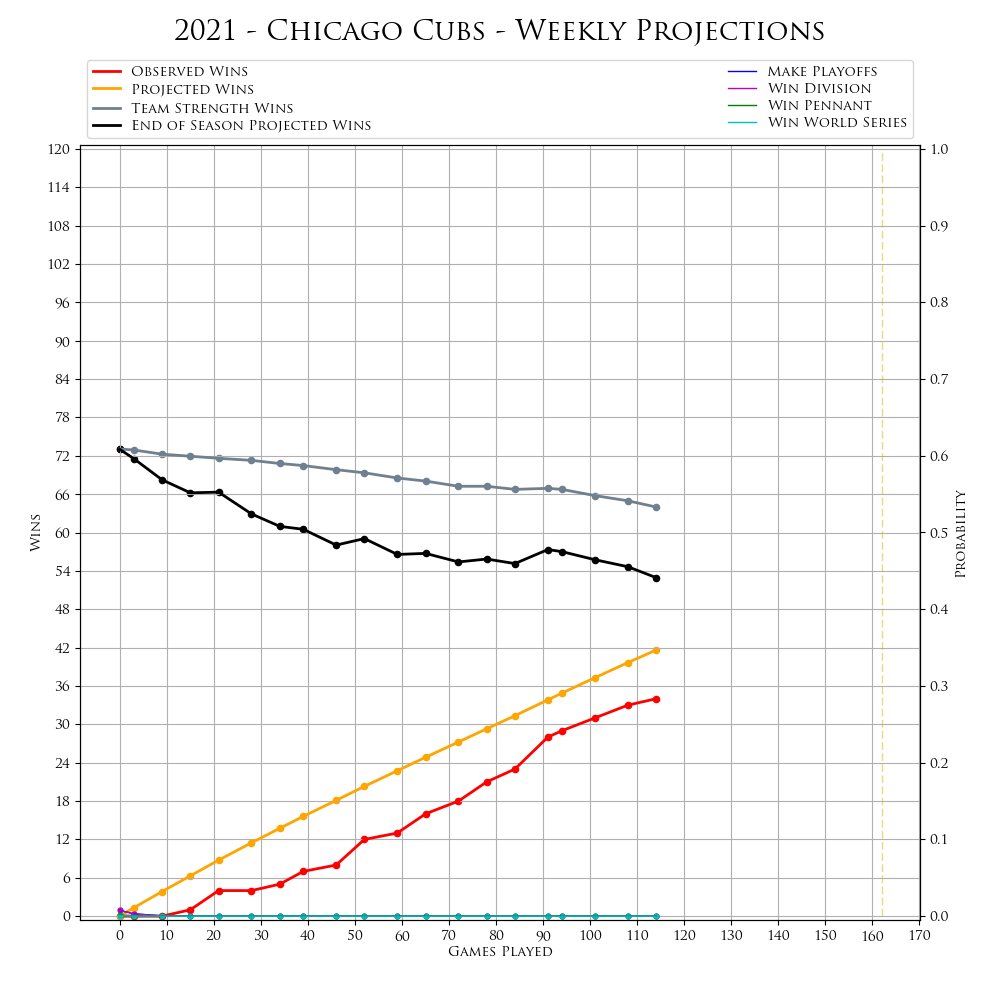 2021 - Chicago Cubs - Weekly Projections
Observed Wins
Projected Wins
Team Strength Wins
End of Season Projected Wins
Make Playoffs
Win Division
Win Pennant
Win World Series
120
114
108
102
96
90
84
78
72
66
60
54
48
42
36
30
24
18
12
6
0
Wins
1.0
0.9
0.8
0.7
0.6
0.5
0.4
0.3
0.2
0.1
0.0
Probability
0 10 20 30 40 50 60 70 80 90 100 110 120 130 140 150 160 170
Games Played